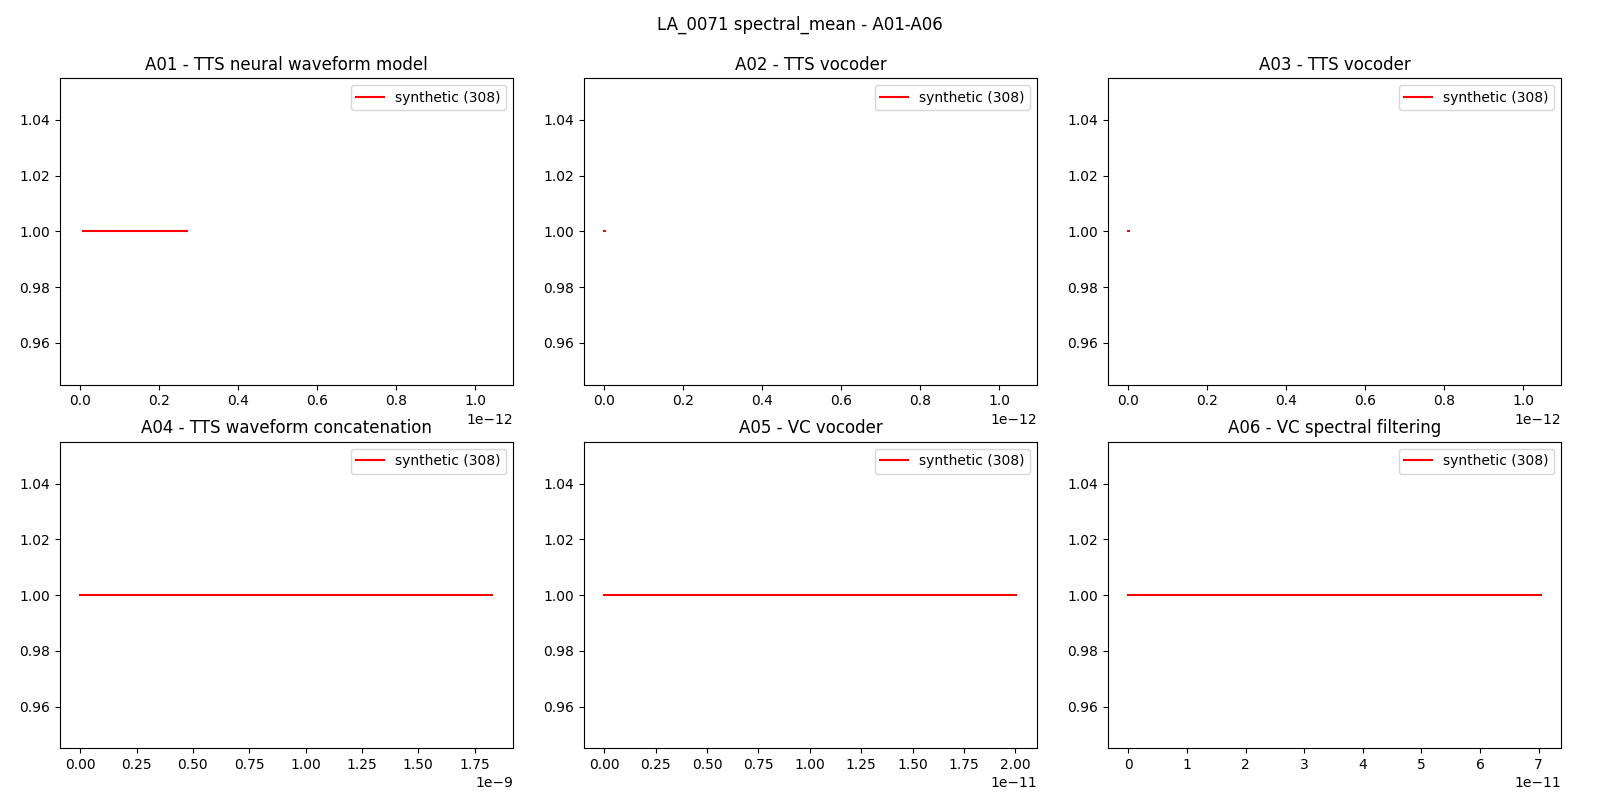 LA_0071 spectral_mean - A01-A06
A01 - TTS neural waveform model
synthetic (308)
1.04
1.02
1.00
0.98
0.96
0.0 0.2 0.4 0.6 0.8 1.0
1e−12
A02 - TTS vocoder
synthetic (308)
1.04
1.02
1.00
0.98
0.96
0.0 0.2 0.4 0.6 0.8 1.0
1e−12
A03 - TTS vocoder
synthetic (308)
1.04
1.02
1.00
0.98
0.96
0.0 0.2 0.4 0.6 0.8 1.0
1e−12
A04 - TTS waveform concatenation
synthetic (308)
1.04
1.02
1.00
0.98
0.96
0.00 0.25 0.50 0.75 1.00 1.25 1.50 1.75
1e−9
A05 - VC vocoder
synthetic (308)
1.04
1.02
1.00
0.98
0.96
0.00 0.25 0.50 0.75 1.00 1.25 1.50 1.75 2.00
1e−11
A06 - VC spectral filtering
synthetic (308)
1.04
1.02
1.00
0.98
0.96
0 1 2 3 4 5 6 7
1e−11